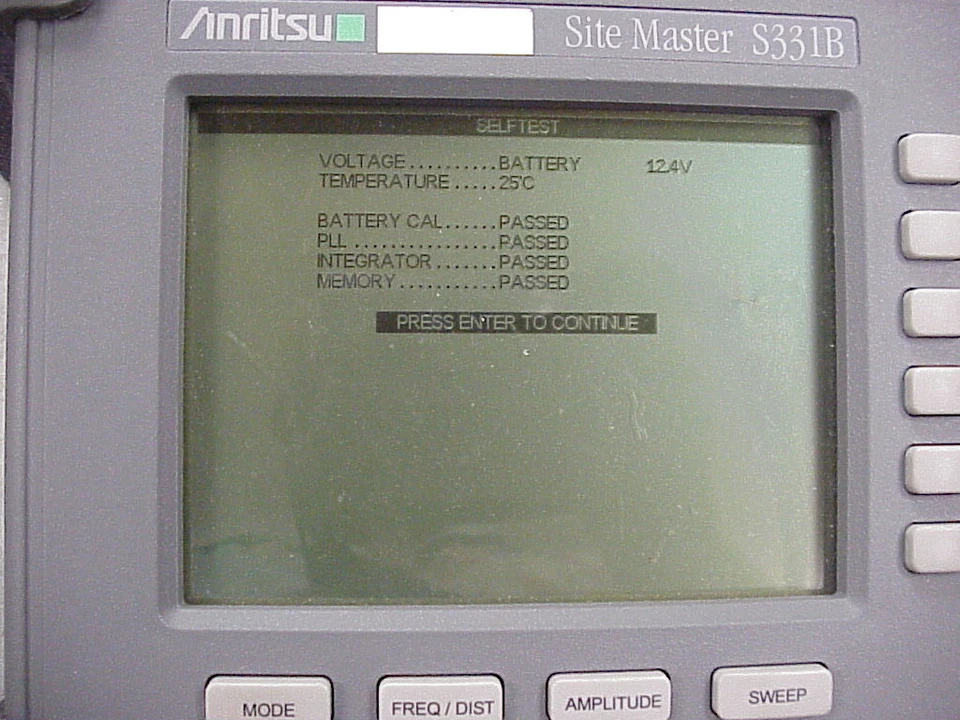 Anritsu Site Master S331B
SELFTEST
VOLTAGE..........BATTERY 12.4V
TEMPERATURE.....25°C
BATTERY CAL......PASSED
PLL................PASSED
INTEGRATOR.......PASSED
MEMORY...........PASSED
PRESS ENTER TO CONTINUE
MODE FREQ / DIST AMPLITUDE SWEEP